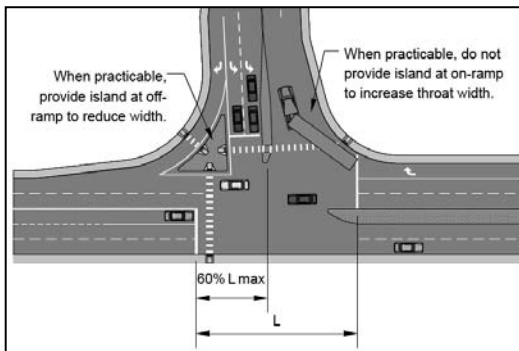 When practicable,
provide island at off-
ramp to reduce width.
When practicable, do not
provide island at on-ramp
to increase throat width.
60% L max
L